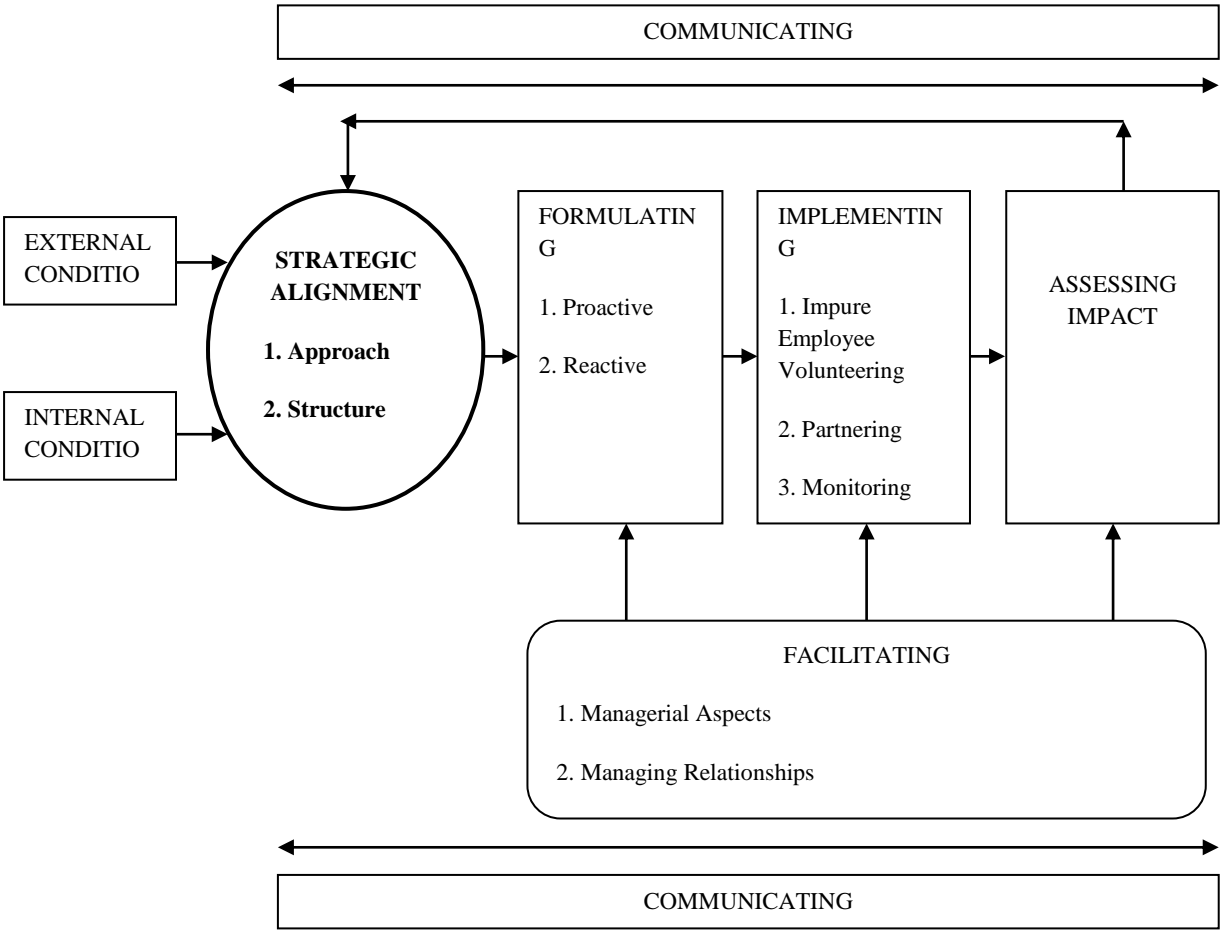 COMMUNICATING
EXTERNAL
CONDITIO
INTERNAL
CONDITIO
STRATEGIC
ALIGNMENT
1. Approach
2. Structure
FORMULATIN
G
1. Proactive
2. Reactive
IMPLEMENTIN
G
1. Impure
Employee
Volunteering
2. Partnering
3. Monitoring
ASSESSING
IMPACT
FACILITATING
1. Managerial Aspects
2. Managing Relationships
COMMUNICATING